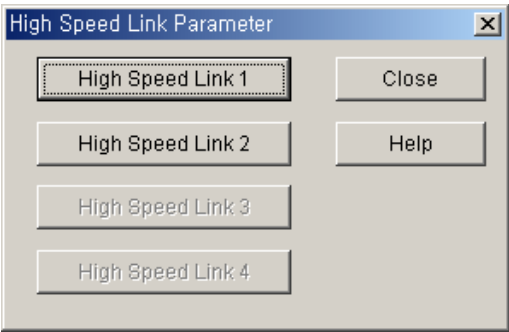 High Speed Link Parameter
High Speed Link 1
Close
High Speed Link 2
Help
High Speed Link 3
High Speed Link 4